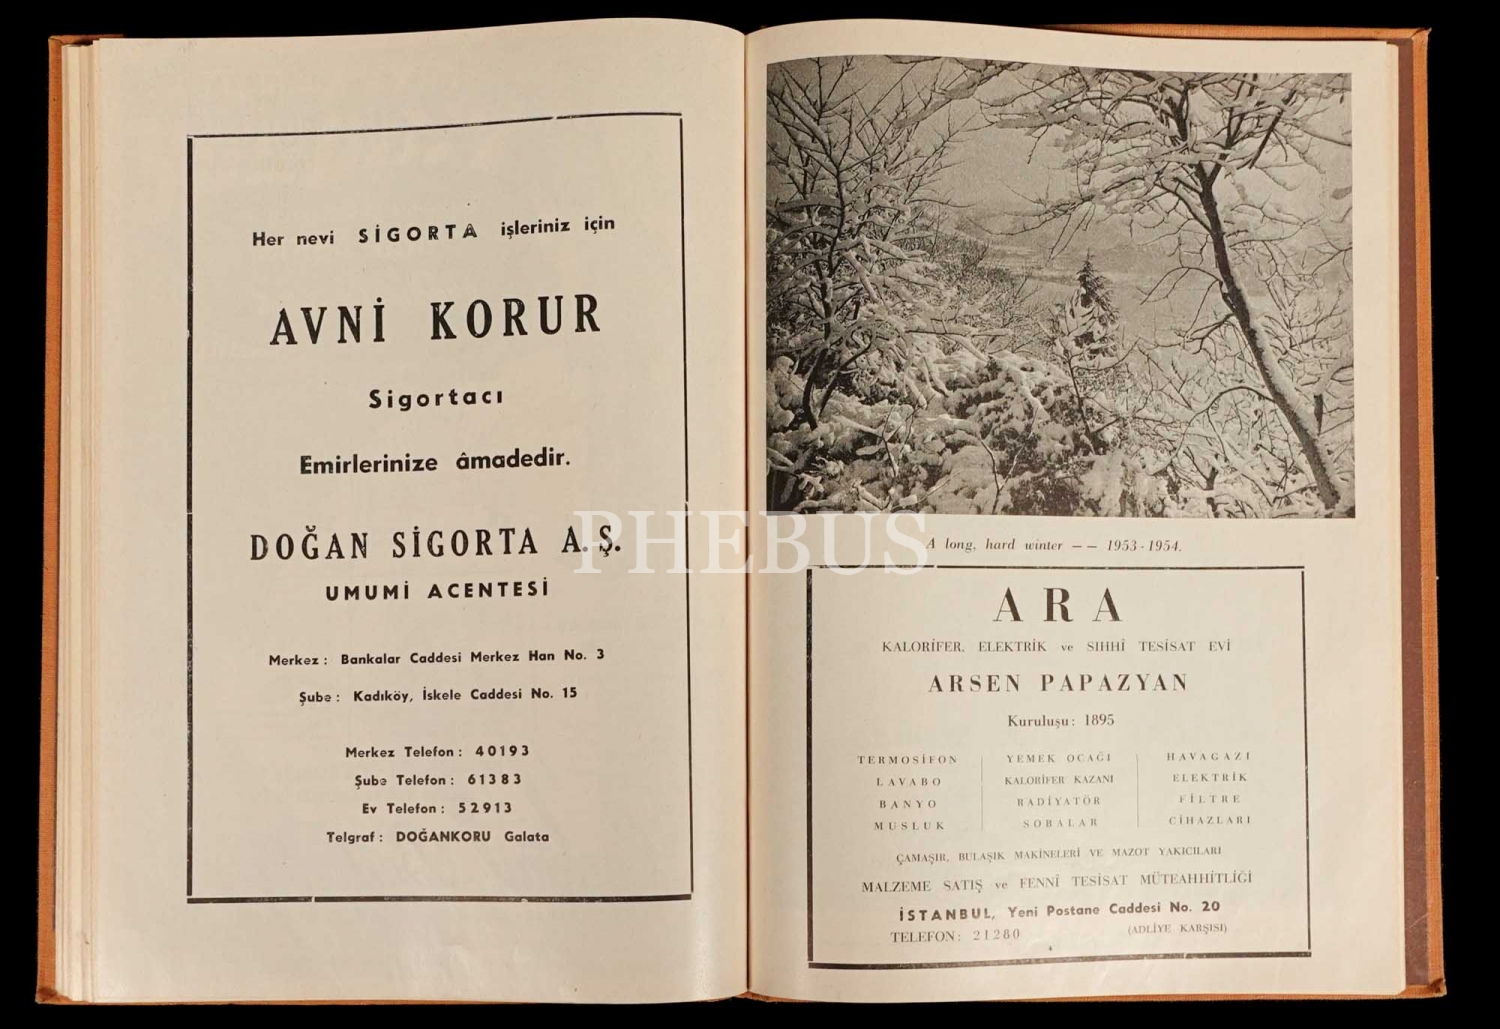 Her nevi SİGORTA işleriniz için
AVNİ KORUR
Sigortacı
Emirlerinize âmadedir.
DOĞAN SİGORTA A.Ş.
UMUMİ ACENTESİ
Merkez : Bankalar Caddesi Merkez Han No. 3
Şube : Kadıköy, İskele Caddesi No. 15
Merkez Telefon : 40193
Şube Telefon : 61383
Ev Telefon : 52913
Telgraf : DOĞANKORU Galata
PHEBUS
A long, hard winter -- 1953-1954.
ARA
KALORİFER, ELEKTRİK ve SIHHÎ TESİSAT EVİ
ARSEN PAPAZYAN
Kuruluşu : 1895
TERMOSİFON
LAVABO
BANYO
MUSLUK
YEMEK OCAĞI
KALORİFER KAZANI
RADİYATÖR
SOBALAR
HAVAGAZI
ELEKTRİK
FİLTRE
CİHAZLARI
ÇAMAŞIR, BULAŞIK MAKİNELERİ VE MAZOT YAKICILARI
MALZEME SATIŞ ve FENNÎ TESİSAT MÜTEAHHİTLİĞİ
İSTANBUL, Yeni Postane Caddesi No. 20
TELEFON : 21280 (ADLİYE KARŞISI)